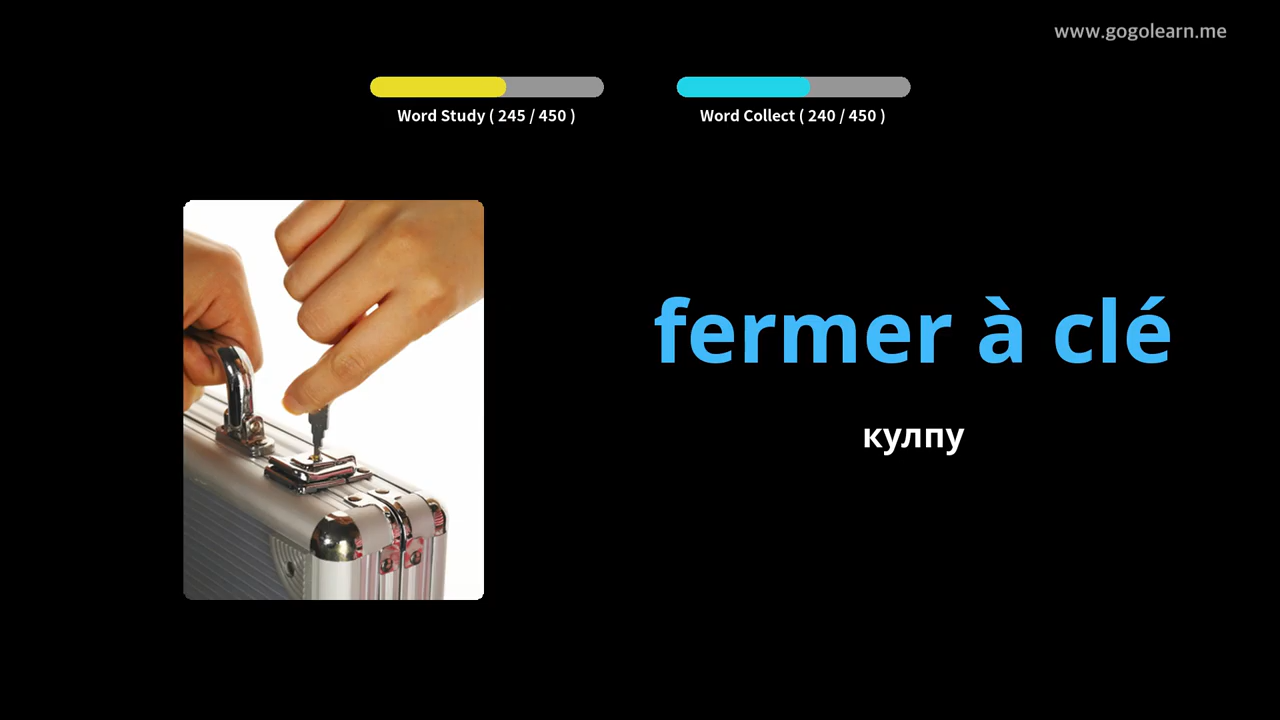 www.gogolearn.me
Word Study ( 245 / 450 )
Word Collect ( 240 / 450 )
fermer à clé
кулпу